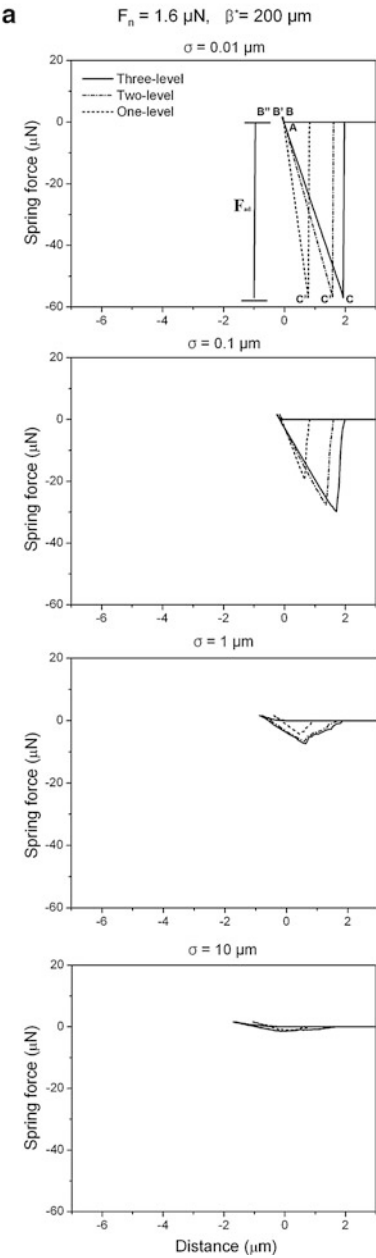 a
Fn = 1.6 μN, β* = 200 μm
σ = 0.01 μm
20
0
-20
-40
-60
Spring force (μN)
Three-level
Two-level
One-level
B" B' B
A
Fad
C" C' C
-6 -4 -2 0 2
σ = 0.1 μm
20
0
-20
-40
-60
Spring force (μN)
-6 -4 -2 0 2
σ = 1 μm
20
0
-20
-40
-60
Spring force (μN)
-6 -4 -2 0 2
σ = 10 μm
20
0
-20
-40
-60
Spring force (μN)
-6 -4 -2 0 2
Distance (μm)